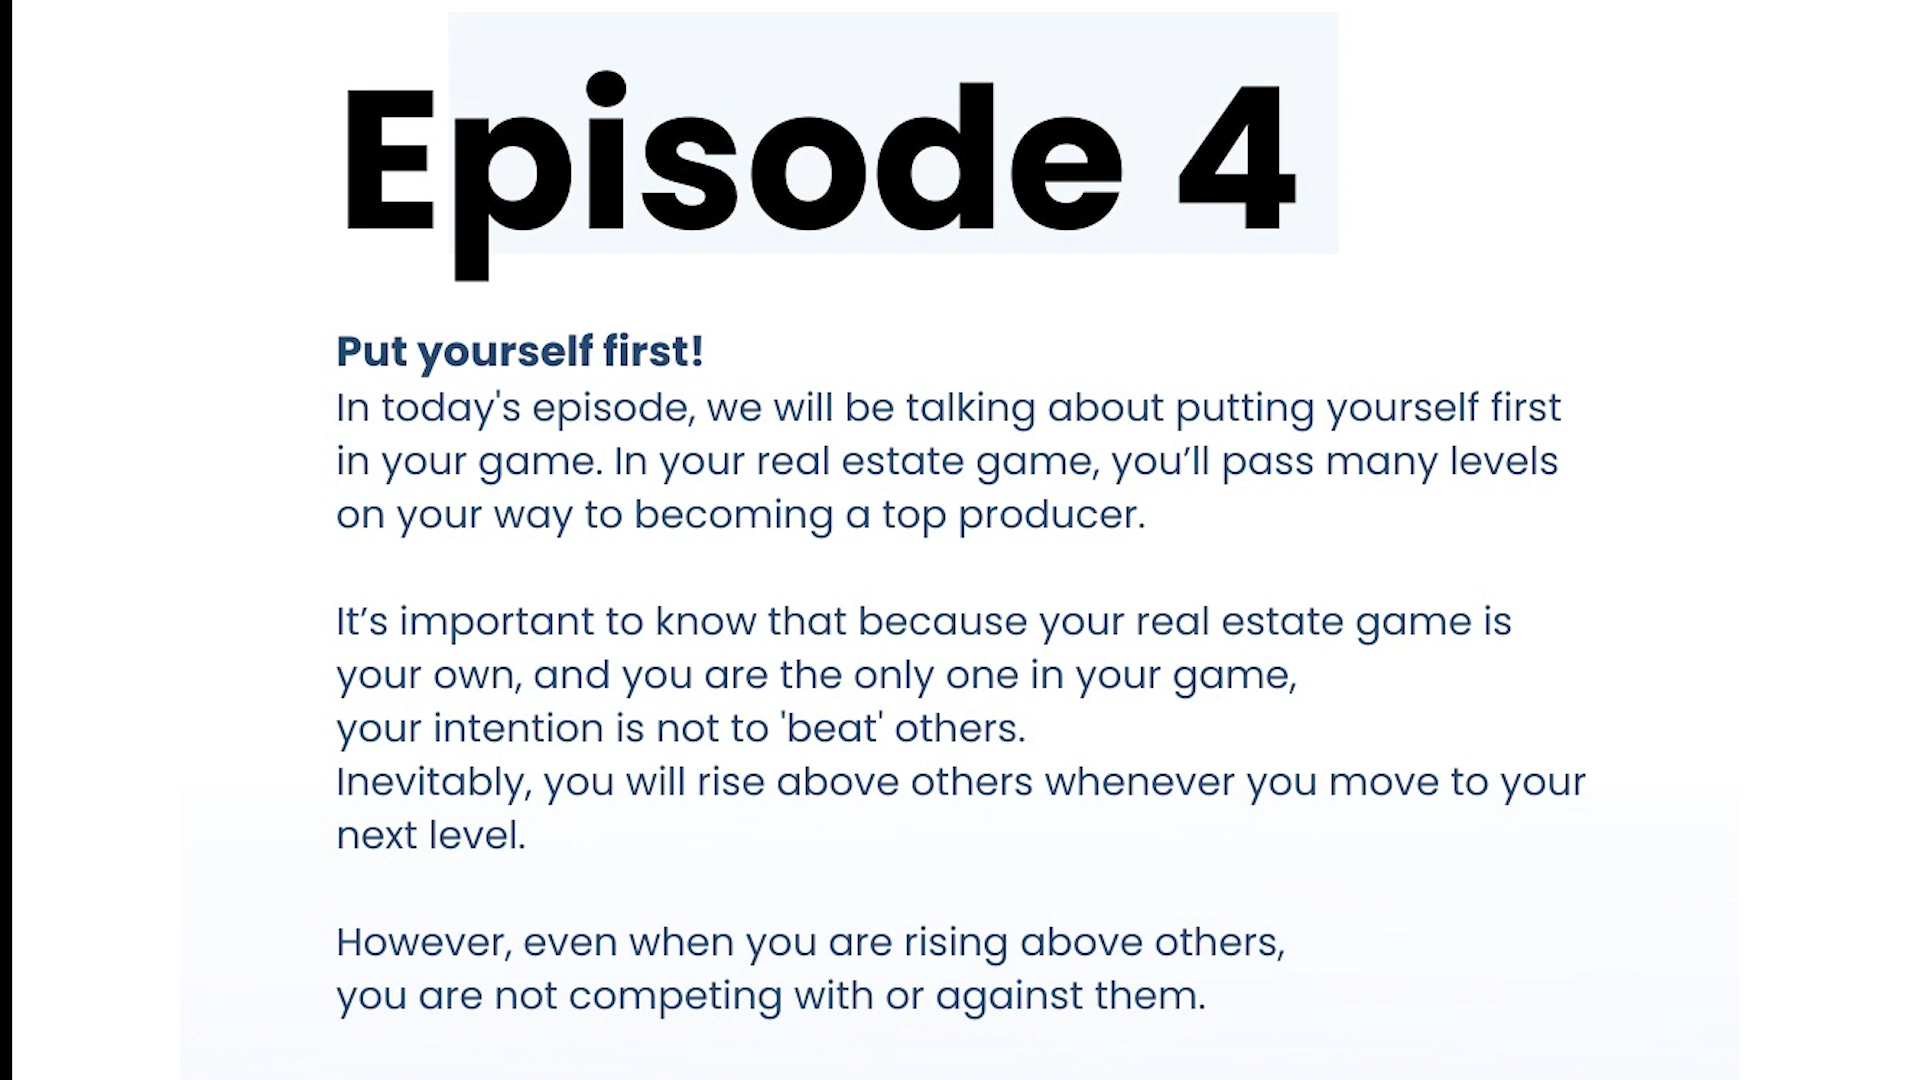 Episode 4
Put yourself first!
In today's episode, we will be talking about putting yourself first
in your game. In your real estate game, you’ll pass many levels
on your way to becoming a top producer.
It’s important to know that because your real estate game is
your own, and you are the only one in your game,
your intention is not to 'beat' others.
Inevitably, you will rise above others whenever you move to your
next level.
However, even when you are rising above others,
you are not competing with or against them.